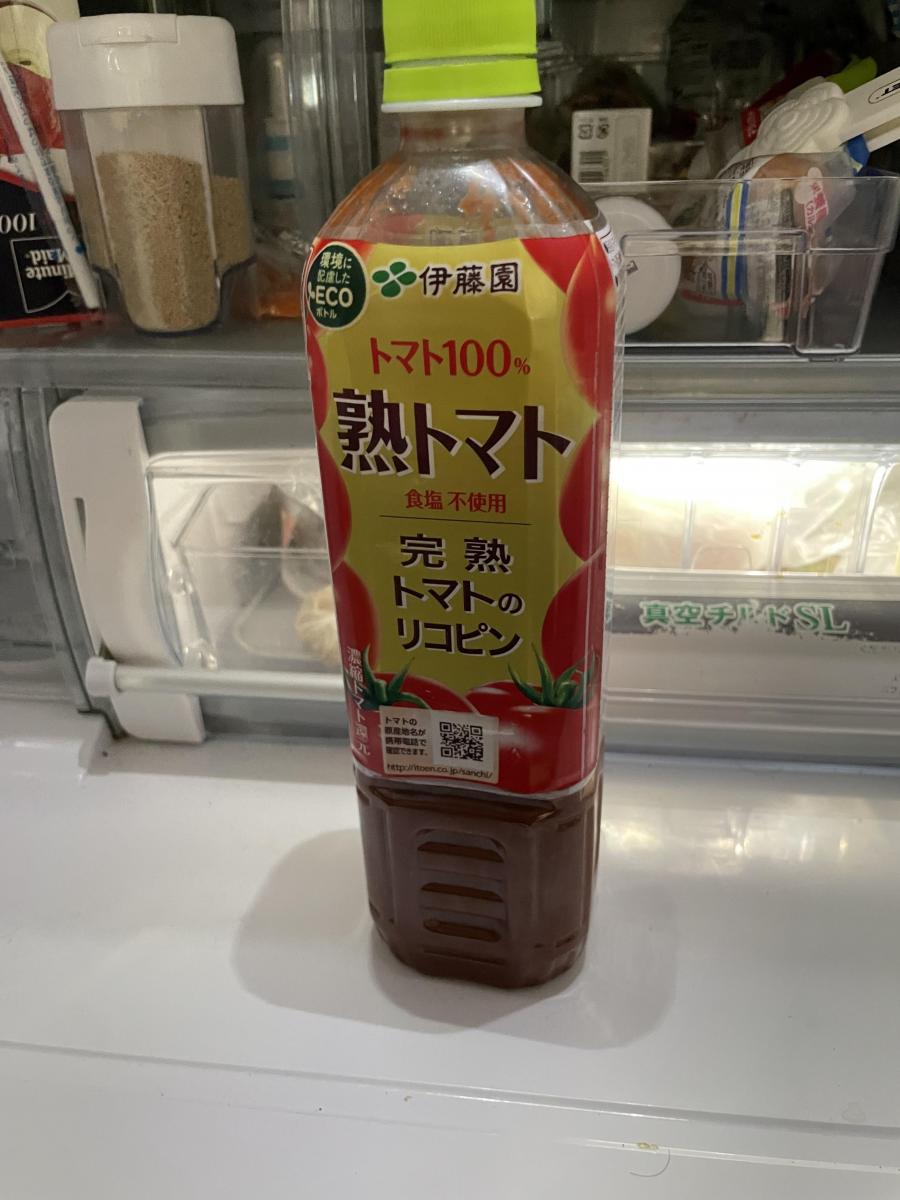 環境に
配慮した
ECO
ボトル
伊藤園
トマト100%
熟トマト
食塩 不使用
完熟
トマトの
リコピン
濃縮トマト還元
トマトの
原産地名が
携帯電話で
確認できます。
http://itoen.co.jp/sanchi/
Minute
Maid
100
真空チルドSL